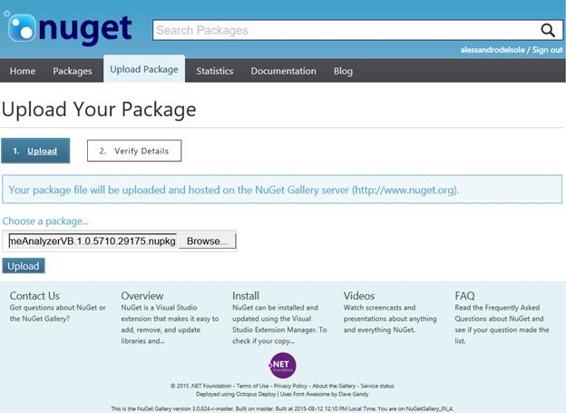 nuget
Search Packages
alessandrodelsole / Sign out
Home Packages Upload Package Statistics Documentation Blog
Upload Your Package
1. Upload 2. Verify Details
Your package file will be uploaded and hosted on the NuGet Gallery server (http://www.nuget.org).
Choose a package...
meAnalyzerVB.1.0.5710.29175.nupkg Browse...
Upload
Contact Us
Got questions about NuGet or
the NuGet Gallery?
Overview
NuGet is a Visual Studio
extension that makes it easy to
add, remove, and update
libraries and...
Install
NuGet can be installed and
updated using the Visual
Studio Extension Manager. To
check if your copy...
Videos
Watch screencasts and
presentations about anything
and everything NuGet.
FAQ
Read the Frequently Asked
Questions about NuGet and
see if your question made the
list.
.NET
Foundation
© 2015 .NET Foundation - Terms of Use - Privacy Policy - About the Gallery - Service status
Deployed using Octopus Deploy | Uses Font Awesome by Dave Gandy
This is the NuGet Gallery version 3.0.624-r-master. Built on master. Built at 2015-08-12 12:10 PM Local Time. You are on NuGetGallery_IN_4.